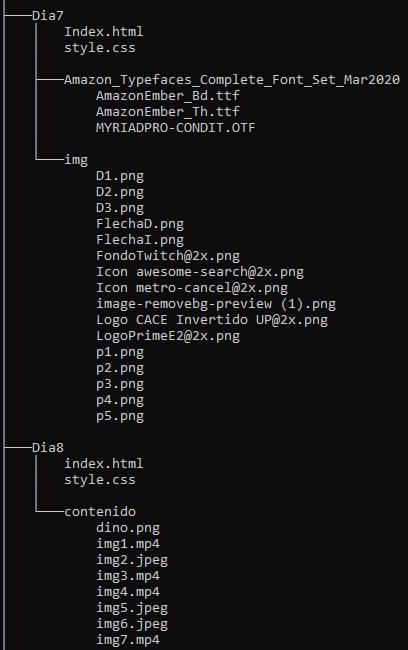 Dia7
Index.html
style.css
Amazon_Typefaces_Complete_Font_Set_Mar2020
AmazonEmber_Bd.ttf
AmazonEmber_Th.ttf
MYRIADPRO-CONDIT.OTF
img
D1.png
D2.png
D3.png
FlechaD.png
FlechaI.png
FondoTwitch@2x.png
Icon awesome-search@2x.png
Icon metro-cancel@2x.png
image-removebg-preview (1).png
Logo CACE Invertido UP@2x.png
LogoPrimeE2@2x.png
p1.png
p2.png
p3.png
p4.png
p5.png
Dia8
index.html
style.css
contenido
dino.png
img1.mp4
img2.jpeg
img3.mp4
img4.mp4
img5.jpeg
img6.jpeg
img7.mp4